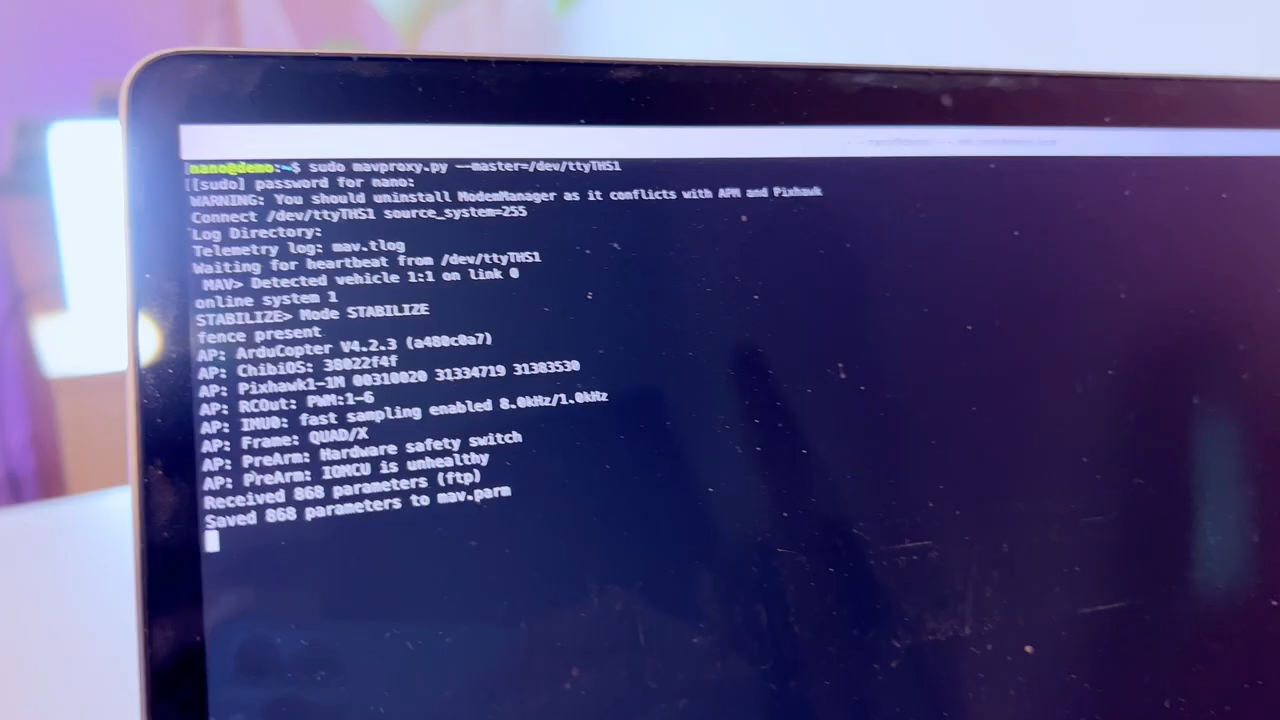 [nano@demo:~$ sudo mavproxy.py --master=/dev/ttyTHS1
[[sudo] password for nano:
WARNING: You should uninstall ModemManager as it conflicts with APM and Pixhawk
Connect /dev/ttyTHS1 source_system=255
Log Directory:
Telemetry log: mav.tlog
Waiting for heartbeat from /dev/ttyTHS1
MAV> Detected vehicle 1:1 on link 0
online system 1
STABILIZE> Mode STABILIZE
fence present
AP: ArduCopter V4.2.3 (a480c0a7)
AP: ChibiOS: 38022f4f
AP: Pixhawk1-1M 00310020 31334719 31383530
AP: RCOut: PWM:1-6
AP: IMU0: fast sampling enabled 8.0kHz/1.0kHz
AP: Frame: QUAD/X
AP: PreArm: Hardware safety switch
AP: PreArm: IOMCU is unhealthy
Received 868 parameters (ftp)
Saved 868 parameters to mav.parm